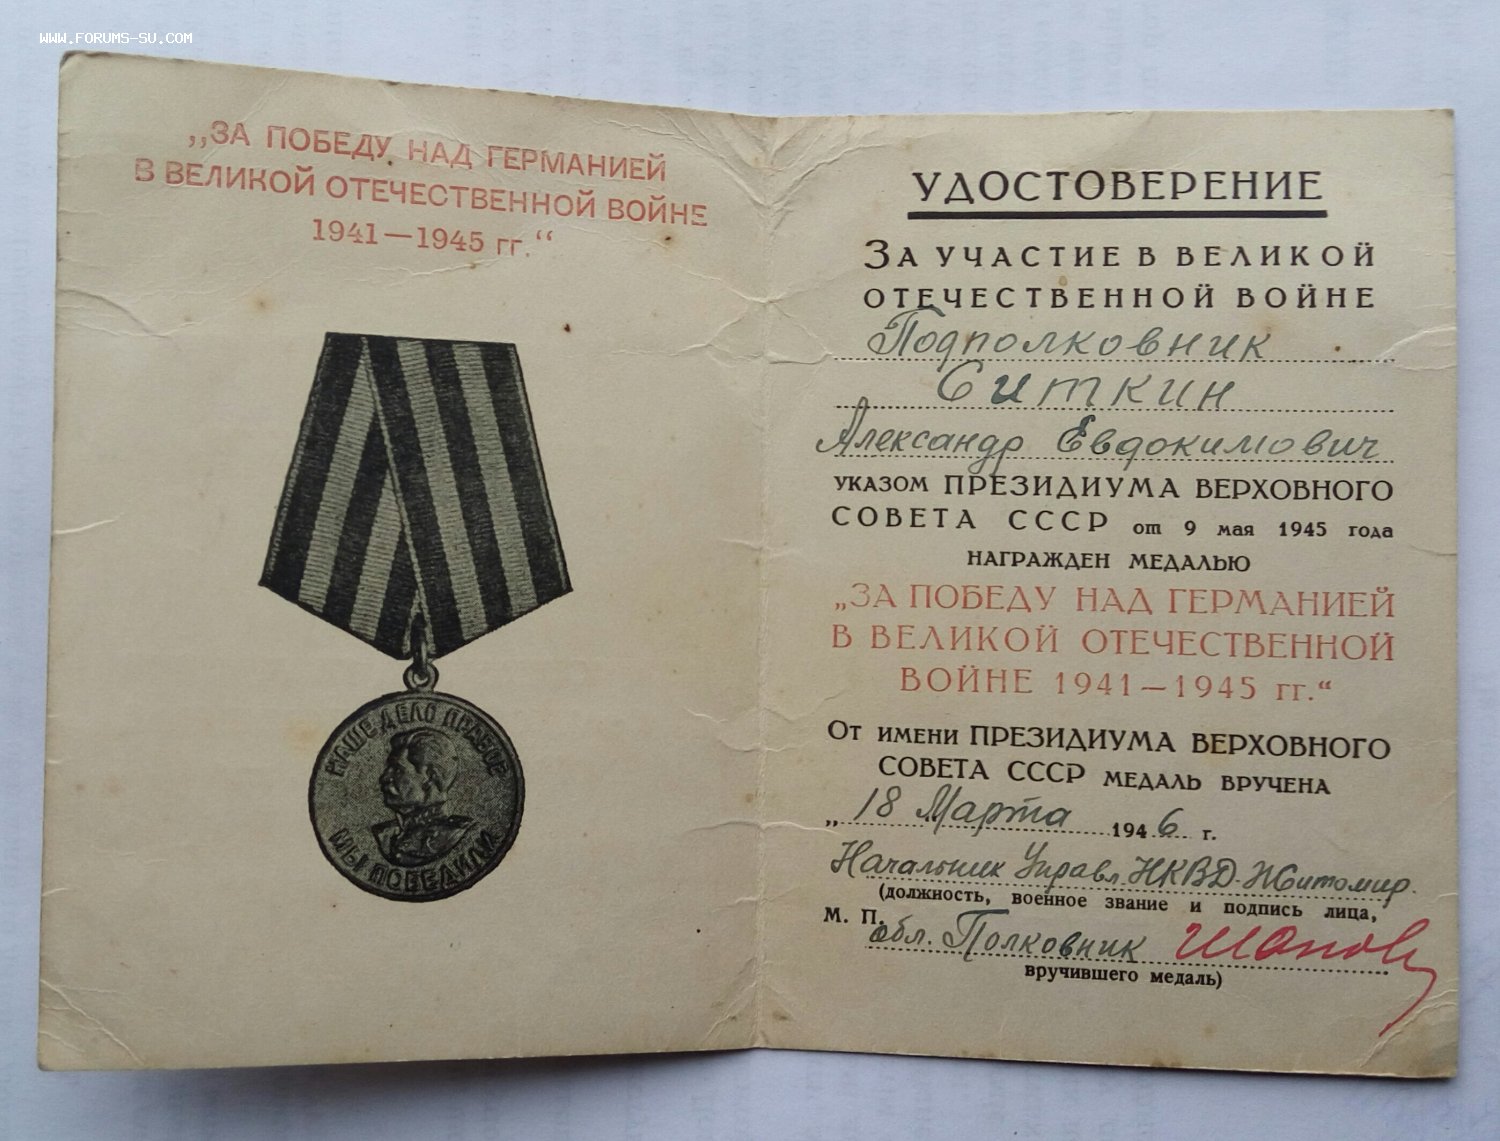 WWW.FORUMS-SU.COM
„ЗА ПОБЕДУ НАД ГЕРМАНИЕЙ
В ВЕЛИКОЙ ОТЕЧЕСТВЕННОЙ ВОЙНЕ
1941—1945 гг.“
НАШЕ ДЕЛО ПРАВОЕ
МЫ ПОБЕДИЛИ
УДОСТОВЕРЕНИЕ
ЗА УЧАСТИЕ В ВЕЛИКОЙ
ОТЕЧЕСТВЕННОЙ ВОЙНЕ
Подполковник
Ситкин
Александр Евдокимович
УКАЗОМ ПРЕЗИДИУМА ВЕРХОВНОГО
СОВЕТА СССР от 9 мая 1945 года
НАГРАЖДЕН МЕДАЛЬЮ
„ЗА ПОБЕДУ НАД ГЕРМАНИЕЙ
В ВЕЛИКОЙ ОТЕЧЕСТВЕННОЙ
ВОЙНЕ 1941—1945 гг.“
ОТ ИМЕНИ ПРЕЗИДИУМА ВЕРХОВНОГО
СОВЕТА СССР МЕДАЛЬ ВРУЧЕНА
„18 Марта 1946 г.
Начальник Управл. НКВД-Житомир.
(должность, военное звание и подпись лица,
М. П.
обл. Полковник
вручившего медаль)